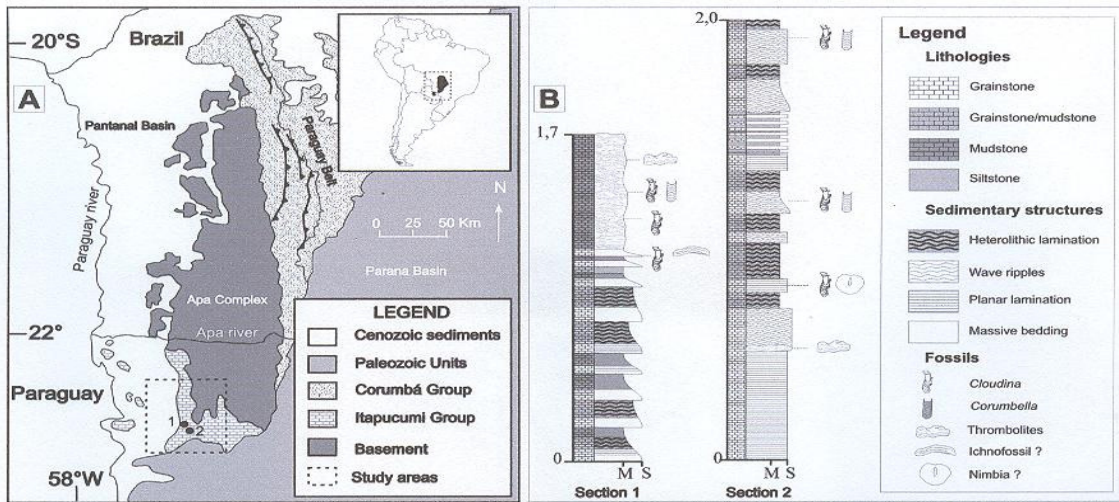 20°S
Brazil
A
Pantanal Basin
Paraguay river
Paraguay Belt
N
0 25 50 Km
Parana Basin
Apa Complex
Apa river
22°
Paraguay
1
2
58°W
LEGEND
Cenozoic sediments
Paleozoic Units
Corumbá Group
Itapucumi Group
Basement
Study areas
B
1,7
0
M S
Section 1
2,0
0
M S
Section 2
Legend
Lithologies
Grainstone
Grainstone/mudstone
Mudstone
Siltstone
Sedimentary structures
Heterolithic lamination
Wave ripples
Planar lamination
Massive bedding
Fossils
Cloudina
Corumbella
Thrombolites
Ichnofossil ?
Nimbia ?